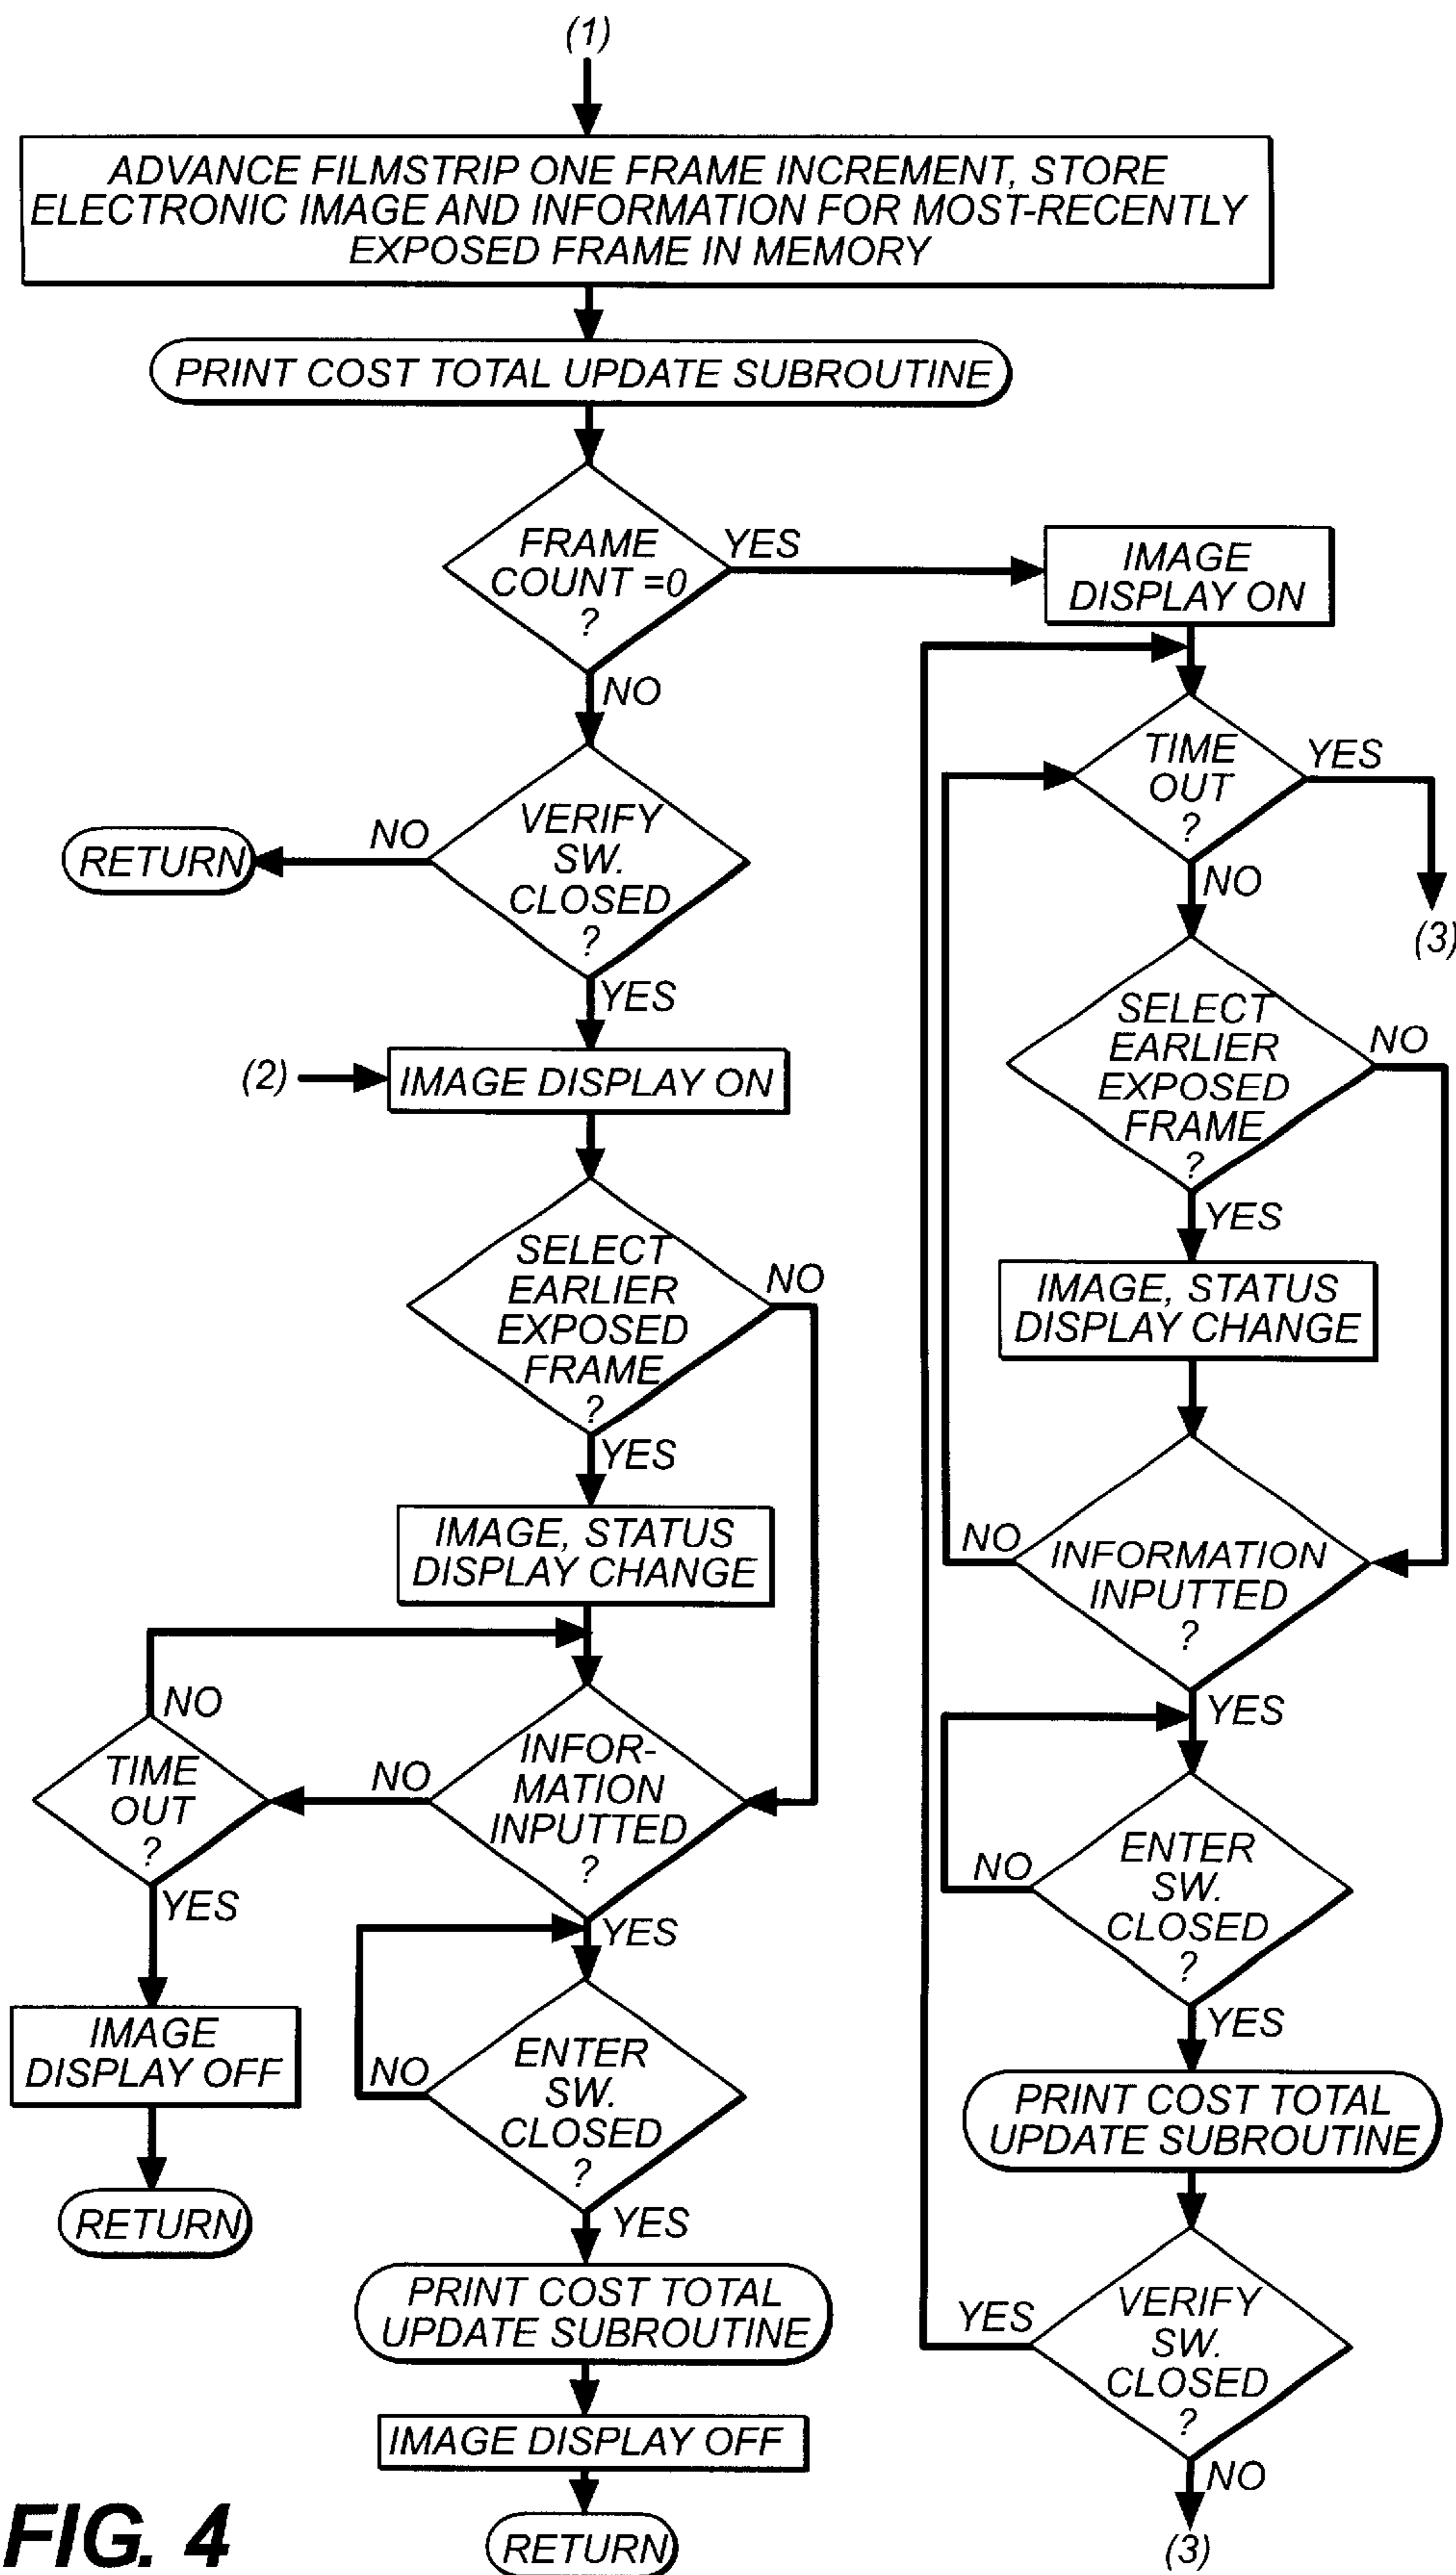 (1)
ADVANCE FILMSTRIP ONE FRAME INCREMENT, STORE
ELECTRONIC IMAGE AND INFORMATION FOR MOST-RECENTLY
EXPOSED FRAME IN MEMORY
PRINT COST TOTAL UPDATE SUBROUTINE
FRAME
COUNT =0
?
YES
NO
VERIFY
SW.
CLOSED
?
NO
RETURN
YES
(2)
IMAGE DISPLAY ON
SELECT
EARLIER
EXPOSED
FRAME
?
NO
YES
IMAGE, STATUS
DISPLAY CHANGE
INFOR-
MATION
INPUTTED
?
NO
TIME
OUT
?
NO
YES
IMAGE
DISPLAY OFF
RETURN
YES
ENTER
SW.
CLOSED
?
NO
YES
PRINT COST TOTAL
UPDATE SUBROUTINE
IMAGE DISPLAY OFF
RETURN
IMAGE
DISPLAY ON
TIME
OUT
?
YES
(3)
NO
SELECT
EARLIER
EXPOSED
FRAME
?
NO
YES
IMAGE, STATUS
DISPLAY CHANGE
INFORMATION
INPUTTED
?
NO
YES
ENTER
SW.
CLOSED
?
NO
YES
PRINT COST TOTAL
UPDATE SUBROUTINE
VERIFY
SW.
CLOSED
?
YES
NO
(3)
FIG. 4